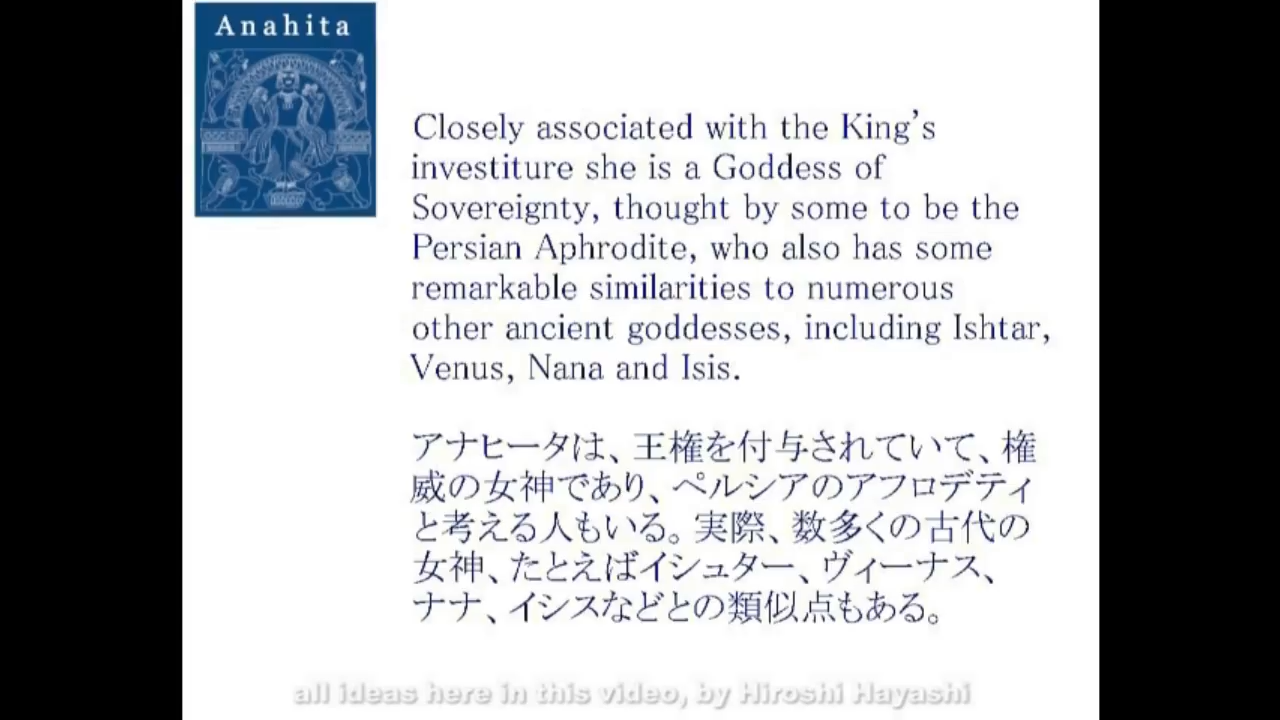 Anahita
Closely associated with the King's
investiture she is a Goddess of
Sovereignty, thought by some to be the
Persian Aphrodite, who also has some
remarkable similarities to numerous
other ancient goddesses, including Ishtar,
Venus, Nana and Isis.
アナヒータは、王権を付与されていて、権
威の女神であり、ペルシアのアフロデティ
と考える人もいる。実際、数多くの古代の
女神、たとえばイシュター、ヴィーナス、
ナナ、イシスなどとの類似点もある。
all ideas here in this video, by Hiroshi Hayashi